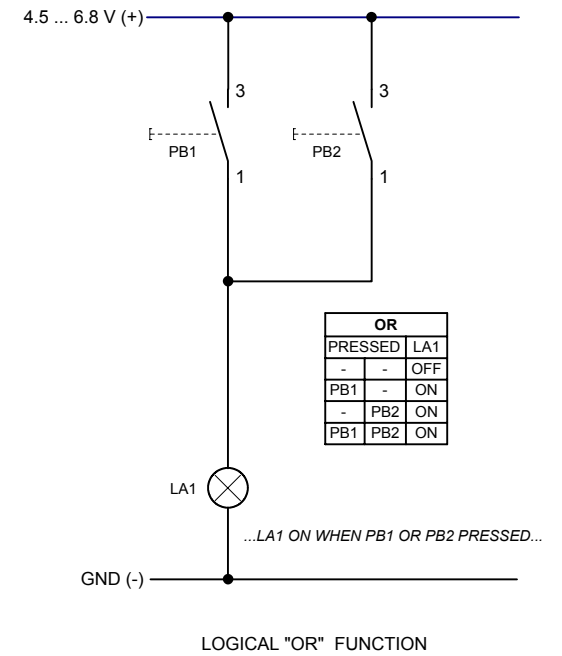 4.5 ... 6.8 V (+)
3 3
PB1 PB2
1 1
OR
PRESSED LA1
- - OFF
PB1 - ON
- PB2 ON
PB1 PB2 ON
LA1
...LA1 ON WHEN PB1 OR PB2 PRESSED...
GND (-)
LOGICAL "OR" FUNCTION